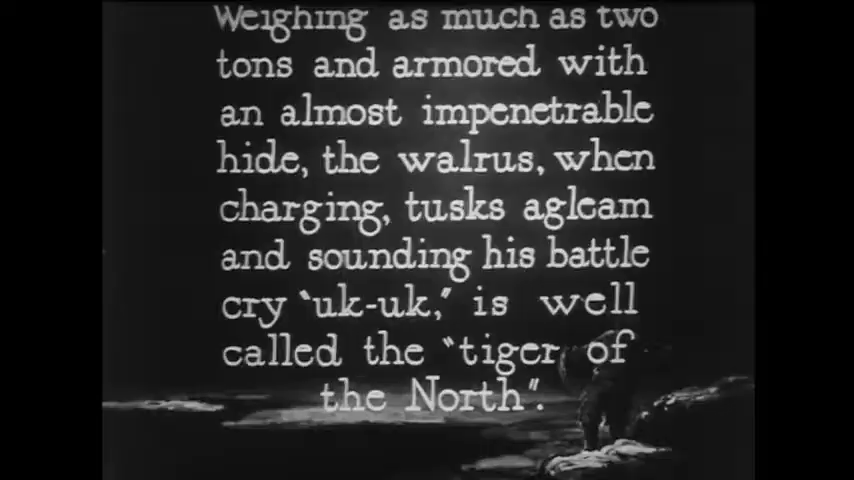 Weighing as much as two
tons and armored with
an almost impenetrable
hide, the walrus, when
charging, tusks agleam
and sounding his battle
cry "uk-uk," is well
called the "tiger of
the North".